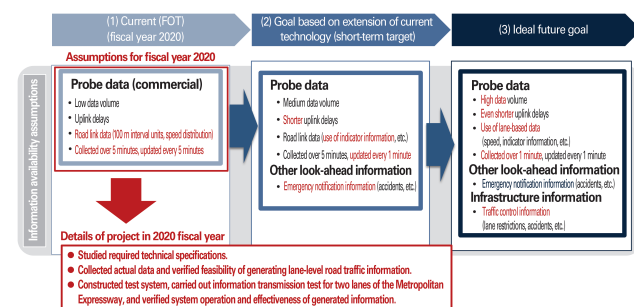 (1) Current (FOT)
(fiscal year 2020)
(2) Goal based on extension of current
technology (short-term target)
(3) Ideal future goal
Assumptions for fiscal year 2020
Information availability assumptions
Probe data (commercial)
• Low data volume
• Uplink delays
• Road link data (100 m interval units, speed distribution)
• Collected over 5 minutes, updated every 5 minutes
Probe data
• Medium data volume
• Shorter uplink delays
• Road link data (use of indicator information, etc.)
• Collected over 5 minutes, updated every 1 minute
Other look-ahead information
• Emergency notification information (accidents, etc.)
Probe data
• High data volume
• Even shorter uplink delays
• Use of lane-based data
(speed, indicator information, etc.)
• Collected over 1 minute, updated every 1 minute
Other look-ahead information
• Emergency notification information (accidents, etc.)
Infrastructure information
• Traffic control information
(lane restrictions, accidents, etc.)
Details of project in 2020 fiscal year
● Studied required technical specifications.
● Collected actual data and verified feasibility of generating lane-level road traffic information.
● Constructed test system, carried out information transmission test for two lanes of the Metropolitan
Expressway, and verified system operation and effectiveness of generated information.